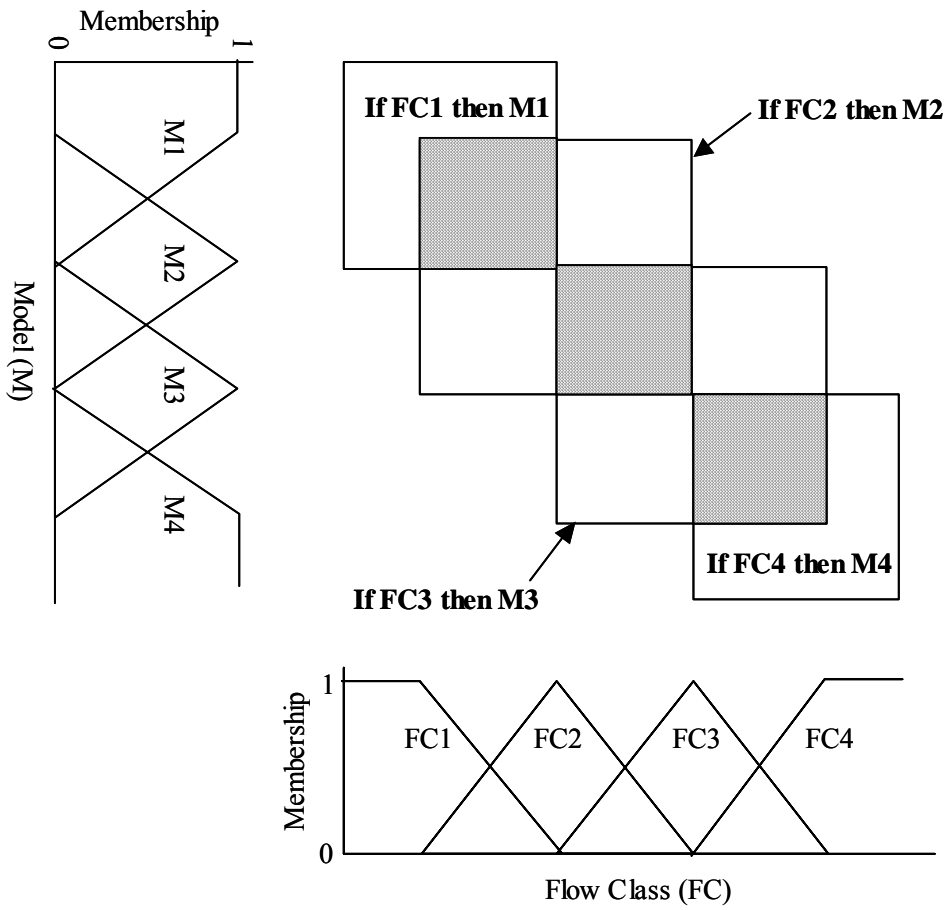 Membership
0
1
M1
M2
M3
M4
Model (M)
If FC1 then M1
If FC2 then M2
If FC3 then M3
If FC4 then M4
Membership
1
0
FC1
FC2
FC3
FC4
Flow Class (FC)